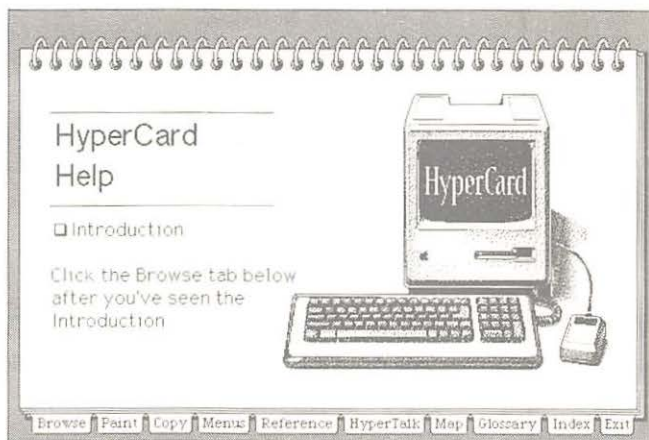 HyperCard
Help
Introduction
Click the Browse tab below
after you've seen the
Introduction
HyperCard
Browse Paint Copy Menus Reference HyperTalk Map Glossary Index Exit